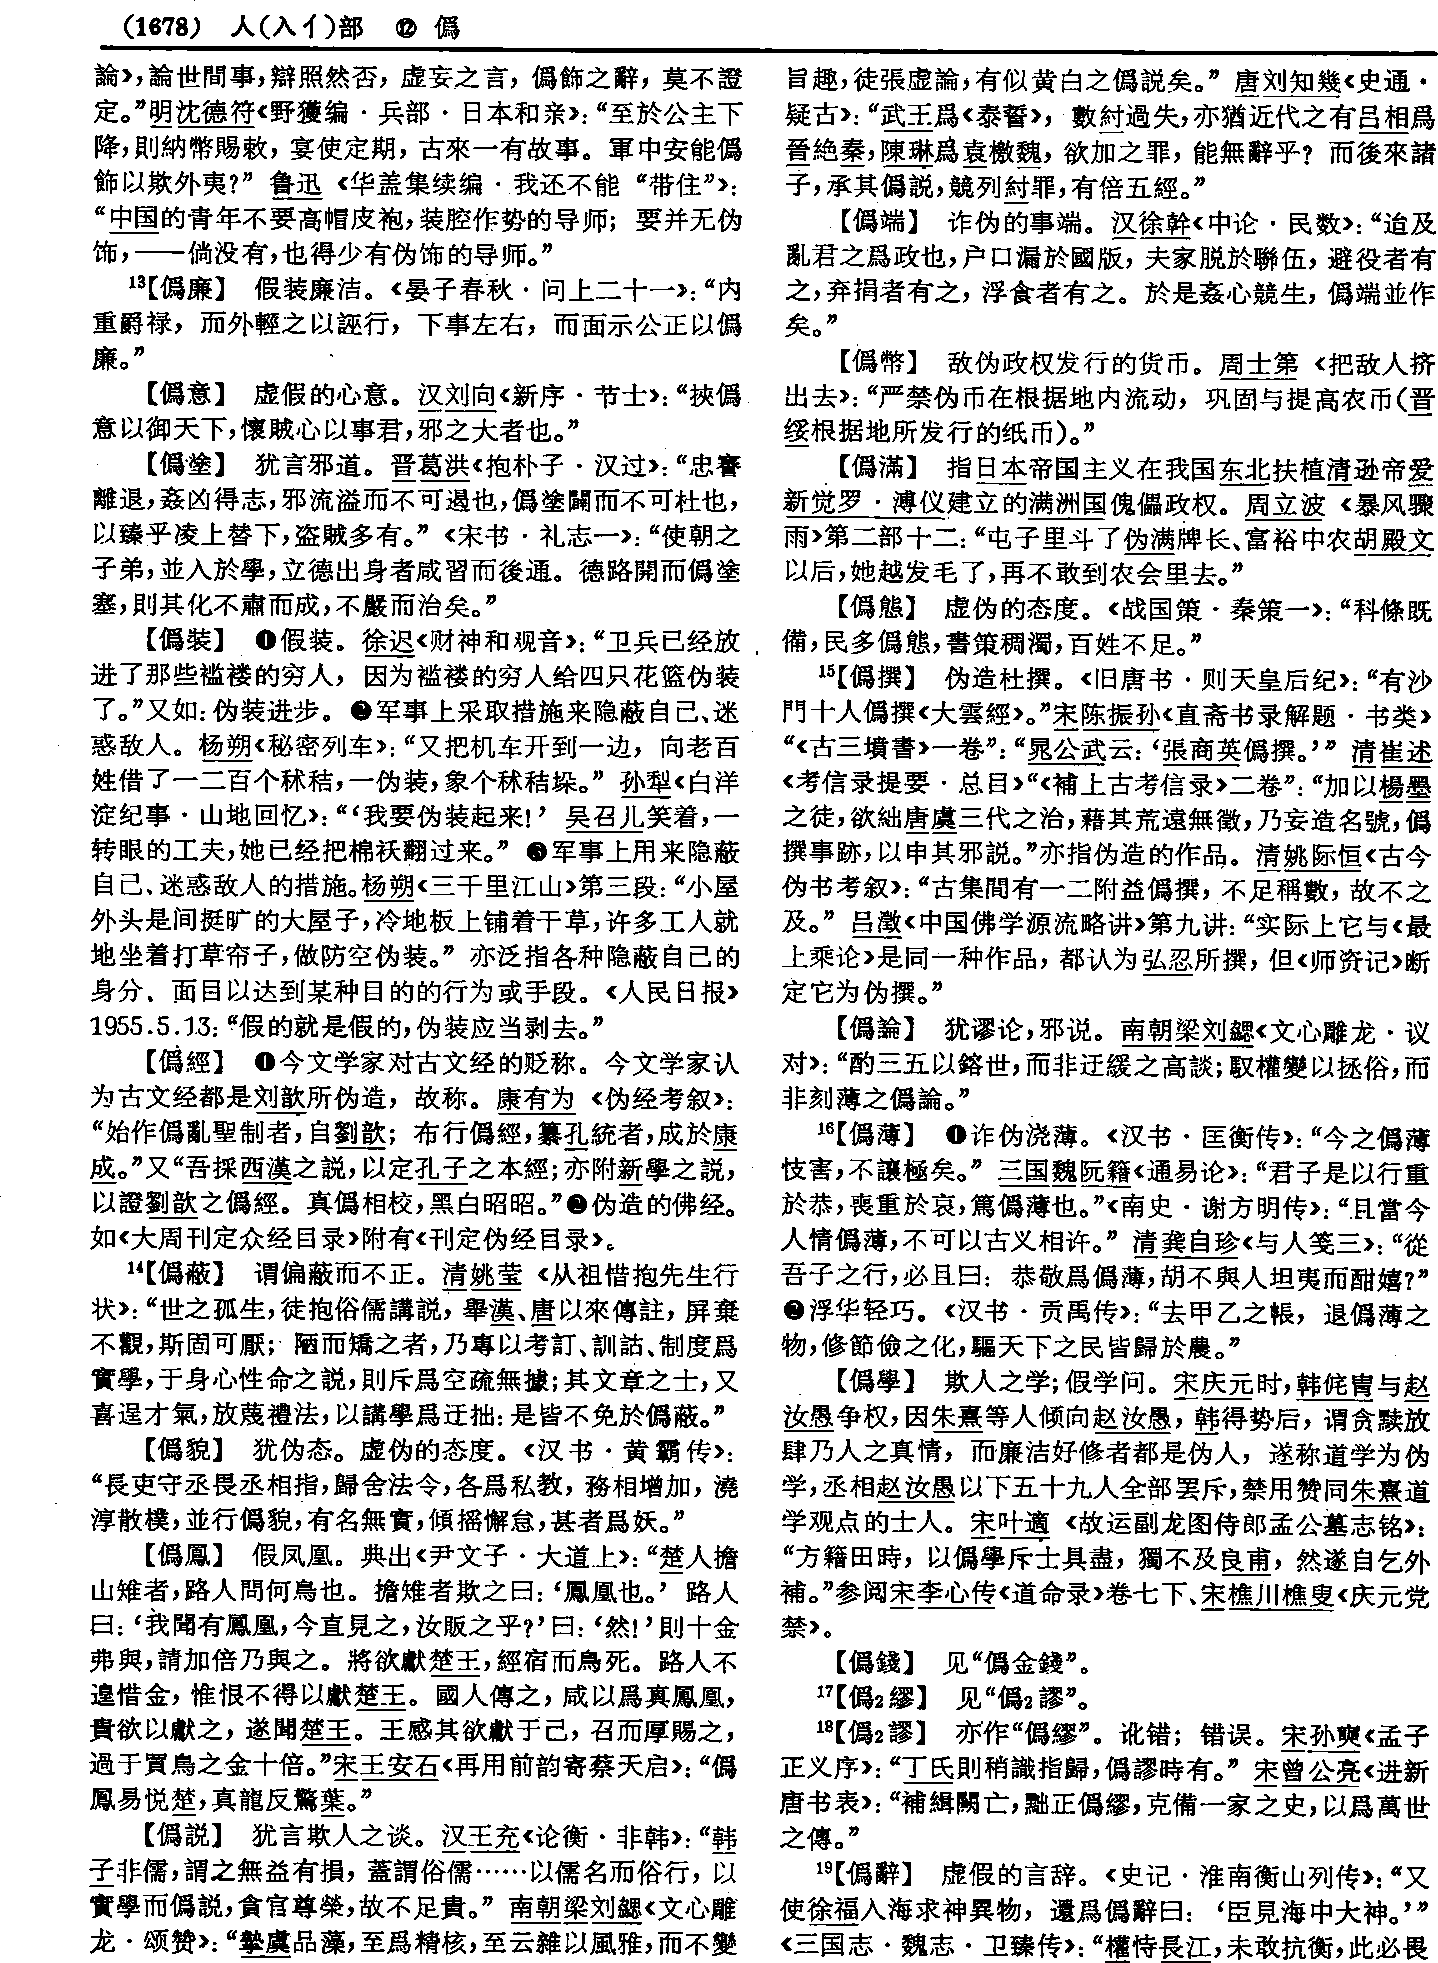 (1678) 人(入亻)部 ⑫ 僞
論》,論世間事,辯照然否,虚妄之言,僞飾之辭,莫不證
定。”明沈德符《野獲编·兵部·日本和亲》:“至於公主下
降,則納幣賜敕,宴使定期,古來一有故事。軍中安能僞
飾以欺外夷?” 鲁迅《华盖集续编·我还不能“带住”》:
“中国的青年不要高帽皮袍,装腔作势的导师;要并无伪
饰,——倘没有,也得少有伪饰的导师。”
13【僞廉】 假装廉洁。《晏子春秋·问上二十一》:“内
重爵禄,而外輕之以誣行,下事左右,而面示公正以僞
廉。”
【僞意】 虚假的心意。汉刘向《新序·节士》:“挾僞
意以御天下,懷賊心以事君,邪之大者也。”
【僞塗】 犹言邪道。晋葛洪《抱朴子·汉过》:“忠謇
離退,姦凶得志,邪流溢而不可遏也,僞塗闢而不可杜也,
以臻乎凌上替下,盗賊多有。”《宋书·礼志一》:“使朝之
子弟,並入於學,立德出身者咸習而後通。德路開而僞塗
塞,則其化不肅而成,不嚴而治矣。”
【僞裝】 ❶假装。徐迟《财神和观音》:“卫兵已经放
进了那些褴褛的穷人,因为褴褛的穷人给四只花篮伪装
了。”又如:伪装进步。❷军事上采取措施来隐蔽自己、迷
惑敌人。杨朔《秘密列车》:“又把机车开到一边,向老百
姓借了一二百个秫秸,一伪装,象个秫秸垛。” 孙犁《白洋
淀纪事·山地回忆》:“‘我要伪装起来!’ 吴召儿笑着,一
转眼的工夫,她已经把棉袄翻过来。” ❸军事上用来隐蔽
自己、迷惑敌人的措施。杨朔《三千里江山》第三段:“小屋
外头是间挺旷的大屋子,冷地板上铺着干草,许多工人就
地坐着打草帘子,做防空伪装。” 亦泛指各种隐蔽自己的
身分、面目以达到某种目的的行为或手段。《人民日报》
1955.5.13:“假的就是假的,伪装应当剥去。”
【僞經】 ❶今文学家对古文经的贬称。今文学家认
为古文经都是刘歆所伪造,故称。康有为《伪经考叙》:
“始作僞亂聖制者,自劉歆;布行僞經,纂孔統者,成於康
成。”又“吾採西漢之説,以定孔子之本經;亦附新學之説,
以證劉歆之僞經。真僞相校,黑白昭昭。”❷伪造的佛经。
如《大周刊定众经目录》附有《刊定伪经目录》。
14【僞蔽】 谓偏蔽而不正。清姚莹《从祖惜抱先生行
状》:“世之孤生,徒抱俗儒講説,舉漢、唐以來傳註,屏棄
不觀,斯固可厭;陋而矯之者,乃專以考訂、訓詁、制度爲
實學,于身心性命之説,則斥爲空疏無據;其文章之士,又
喜逞才氣,放蔑禮法,以講學爲迂拙:是皆不免於僞蔽。”
【僞貌】 犹伪态。虚伪的态度。《汉书·黄霸传》:
“長吏守丞畏丞相指,歸舍法令,各爲私教,務相增加,澆
淳散樸,並行僞貌,有名無實,傾摇懈怠,甚者爲妖。”
【僞鳳】 假凤凰。典出《尹文子·大道上》:“楚人擔
山雉者,路人問何鳥也。擔雉者欺之曰:‘鳳凰也。’ 路人
曰:‘我聞有鳳凰,今直見之,汝販之乎?’曰:‘然!’則十金
弗與,請加倍乃與之。將欲獻楚王,經宿而鳥死。路人不
遑惜金,惟恨不得以獻楚王。國人傳之,咸以爲真鳳凰,
貴欲以獻之,遂聞楚王。王感其欲獻于己,召而厚賜之,
過于買鳥之金十倍。”宋王安石《再用前韵寄蔡天启》:“僞
鳳易悦楚,真龍反驚葉。”
【僞説】 犹言欺人之谈。汉王充《论衡·非韩》:“韩
子非儒,謂之無益有損,蓋謂俗儒……以儒名而俗行,以
實學而僞説,貪官尊榮,故不足貴。” 南朝梁刘勰《文心雕
龙·颂赞》:“摯虞品藻,至爲精核,至云雜以風雅,而不變
旨趣,徒張虚論,有似黄白之僞説矣。” 唐刘知幾《史通·
疑古》:“武王爲《泰誓》,數紂過失,亦猶近代之有吕相爲
晉絶秦,陳琳爲袁檄魏,欲加之罪,能無辭乎?而後來諸
子,承其僞説,競列紂罪,有倍五經。”
【僞端】 诈伪的事端。汉徐幹《中论·民数》:“迨及
亂君之爲政也,户口漏於國版,夫家脱於聯伍,避役者有
之,弃捐者有之,浮食者有之。於是姦心競生,僞端並作
矣。”
【僞幣】 敌伪政权发行的货币。周士第《把敌人挤
出去》:“严禁伪币在根据地内流动,巩固与提高农币(晋
绥根据地所发行的纸币)。”
【僞滿】 指日本帝国主义在我国东北扶植清逊帝爱
新觉罗·溥仪建立的满洲国傀儡政权。周立波《暴风骤
雨》第二部十二:“屯子里斗了伪满牌长、富裕中农胡殿文
以后,她越发毛了,再不敢到农会里去。”
【僞態】 虚伪的态度。《战国策·秦策一》:“科條既
備,民多僞態,書策稠濁,百姓不足。”
15【僞撰】 伪造杜撰。《旧唐书·则天皇后纪》:“有沙
門十人僞撰《大雲經》。”宋陈振孙《直斋书录解题·书类》
“《古三墳書》一卷”:“晁公武云:‘張商英僞撰。’” 清崔述
《考信录提要·总目》“《補上古考信录》二卷”:“加以楊墨
之徒,欲絀唐虞三代之治,藉其荒遠無徵,乃妄造名號,僞
撰事跡,以申其邪説。”亦指伪造的作品。清姚际恒《古今
伪书考叙》:“古集間有一二附益僞撰,不足稱數,故不之
及。” 吕澂《中国佛学源流略讲》第九讲:“实际上它与《最
上乘论》是同一种作品,都认为弘忍所撰,但《师资记》断
定它为伪撰。”
【僞論】 犹谬论,邪说。南朝梁刘勰《文心雕龙·议
对》:“酌三五以鎔世,而非迂緩之高談;馭權變以拯俗,而
非刻薄之僞論。”
16【僞薄】 ❶诈伪浇薄。《汉书·匡衡传》:“今之僞薄
忮害,不讓極矣。” 三国魏阮籍《通易论》:“君子是以行重
於恭,喪重於哀,篤僞薄也。”《南史·谢方明传》:“且當今
人情僞薄,不可以古义相许。” 清龚自珍《与人笺三》:“從
吾子之行,必且曰:恭敬爲僞薄,胡不與人坦夷而酣嬉?”
❷浮华轻巧。《汉书·贡禹传》:“去甲乙之帳,退僞薄之
物,修節儉之化,驅天下之民皆歸於農。”
【僞學】 欺人之学;假学问。宋庆元时,韩侂胄与赵
汝愚争权,因朱熹等人倾向赵汝愚,韩得势后,谓贪黩放
肆乃人之真情,而廉洁好修者都是伪人,遂称道学为伪
学,丞相赵汝愚以下五十九人全部罢斥,禁用赞同朱熹道
学观点的士人。宋叶適《故运副龙图侍郎孟公墓志铭》:
“方籍田時,以僞學斥士具盡,獨不及良甫,然遂自乞外
補。”参阅宋李心传《道命录》卷七下、宋樵川樵叟《庆元党
禁》。
【僞錢】 见“僞金錢”。
17【僞2繆】 见“僞2謬”。
18【僞2謬】 亦作“僞繆”。讹错;错误。宋孙奭《孟子
正义序》:“丁氏則稍識指歸,僞謬時有。” 宋曾公亮《进新
唐书表》:“補緝闕亡,黜正僞繆,克備一家之史,以爲萬世
之傳。”
19【僞辭】 虚假的言辞。《史记·淮南衡山列传》:“又
使徐福入海求神異物,還爲僞辭曰:‘臣見海中大神。’”
《三国志·魏志·卫臻传》:“權恃長江,未敢抗衡,此必畏